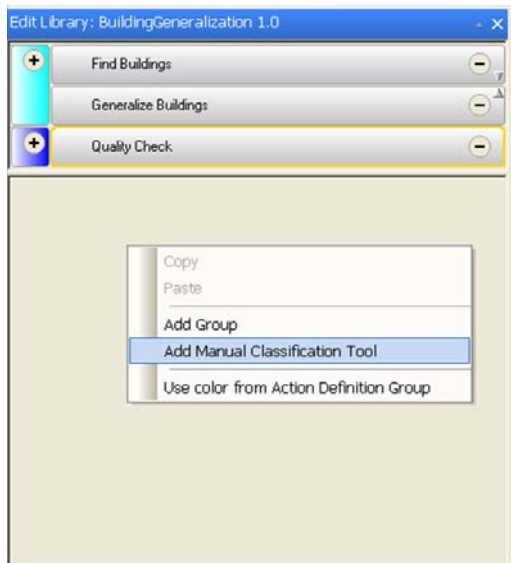 Edit Library: BuildingGeneralization 1.0
Find Buildings
Generalize Buildings
Quality Check
Copy
Paste
Add Group
Add Manual Classification Tool
Use color from Action Definition Group